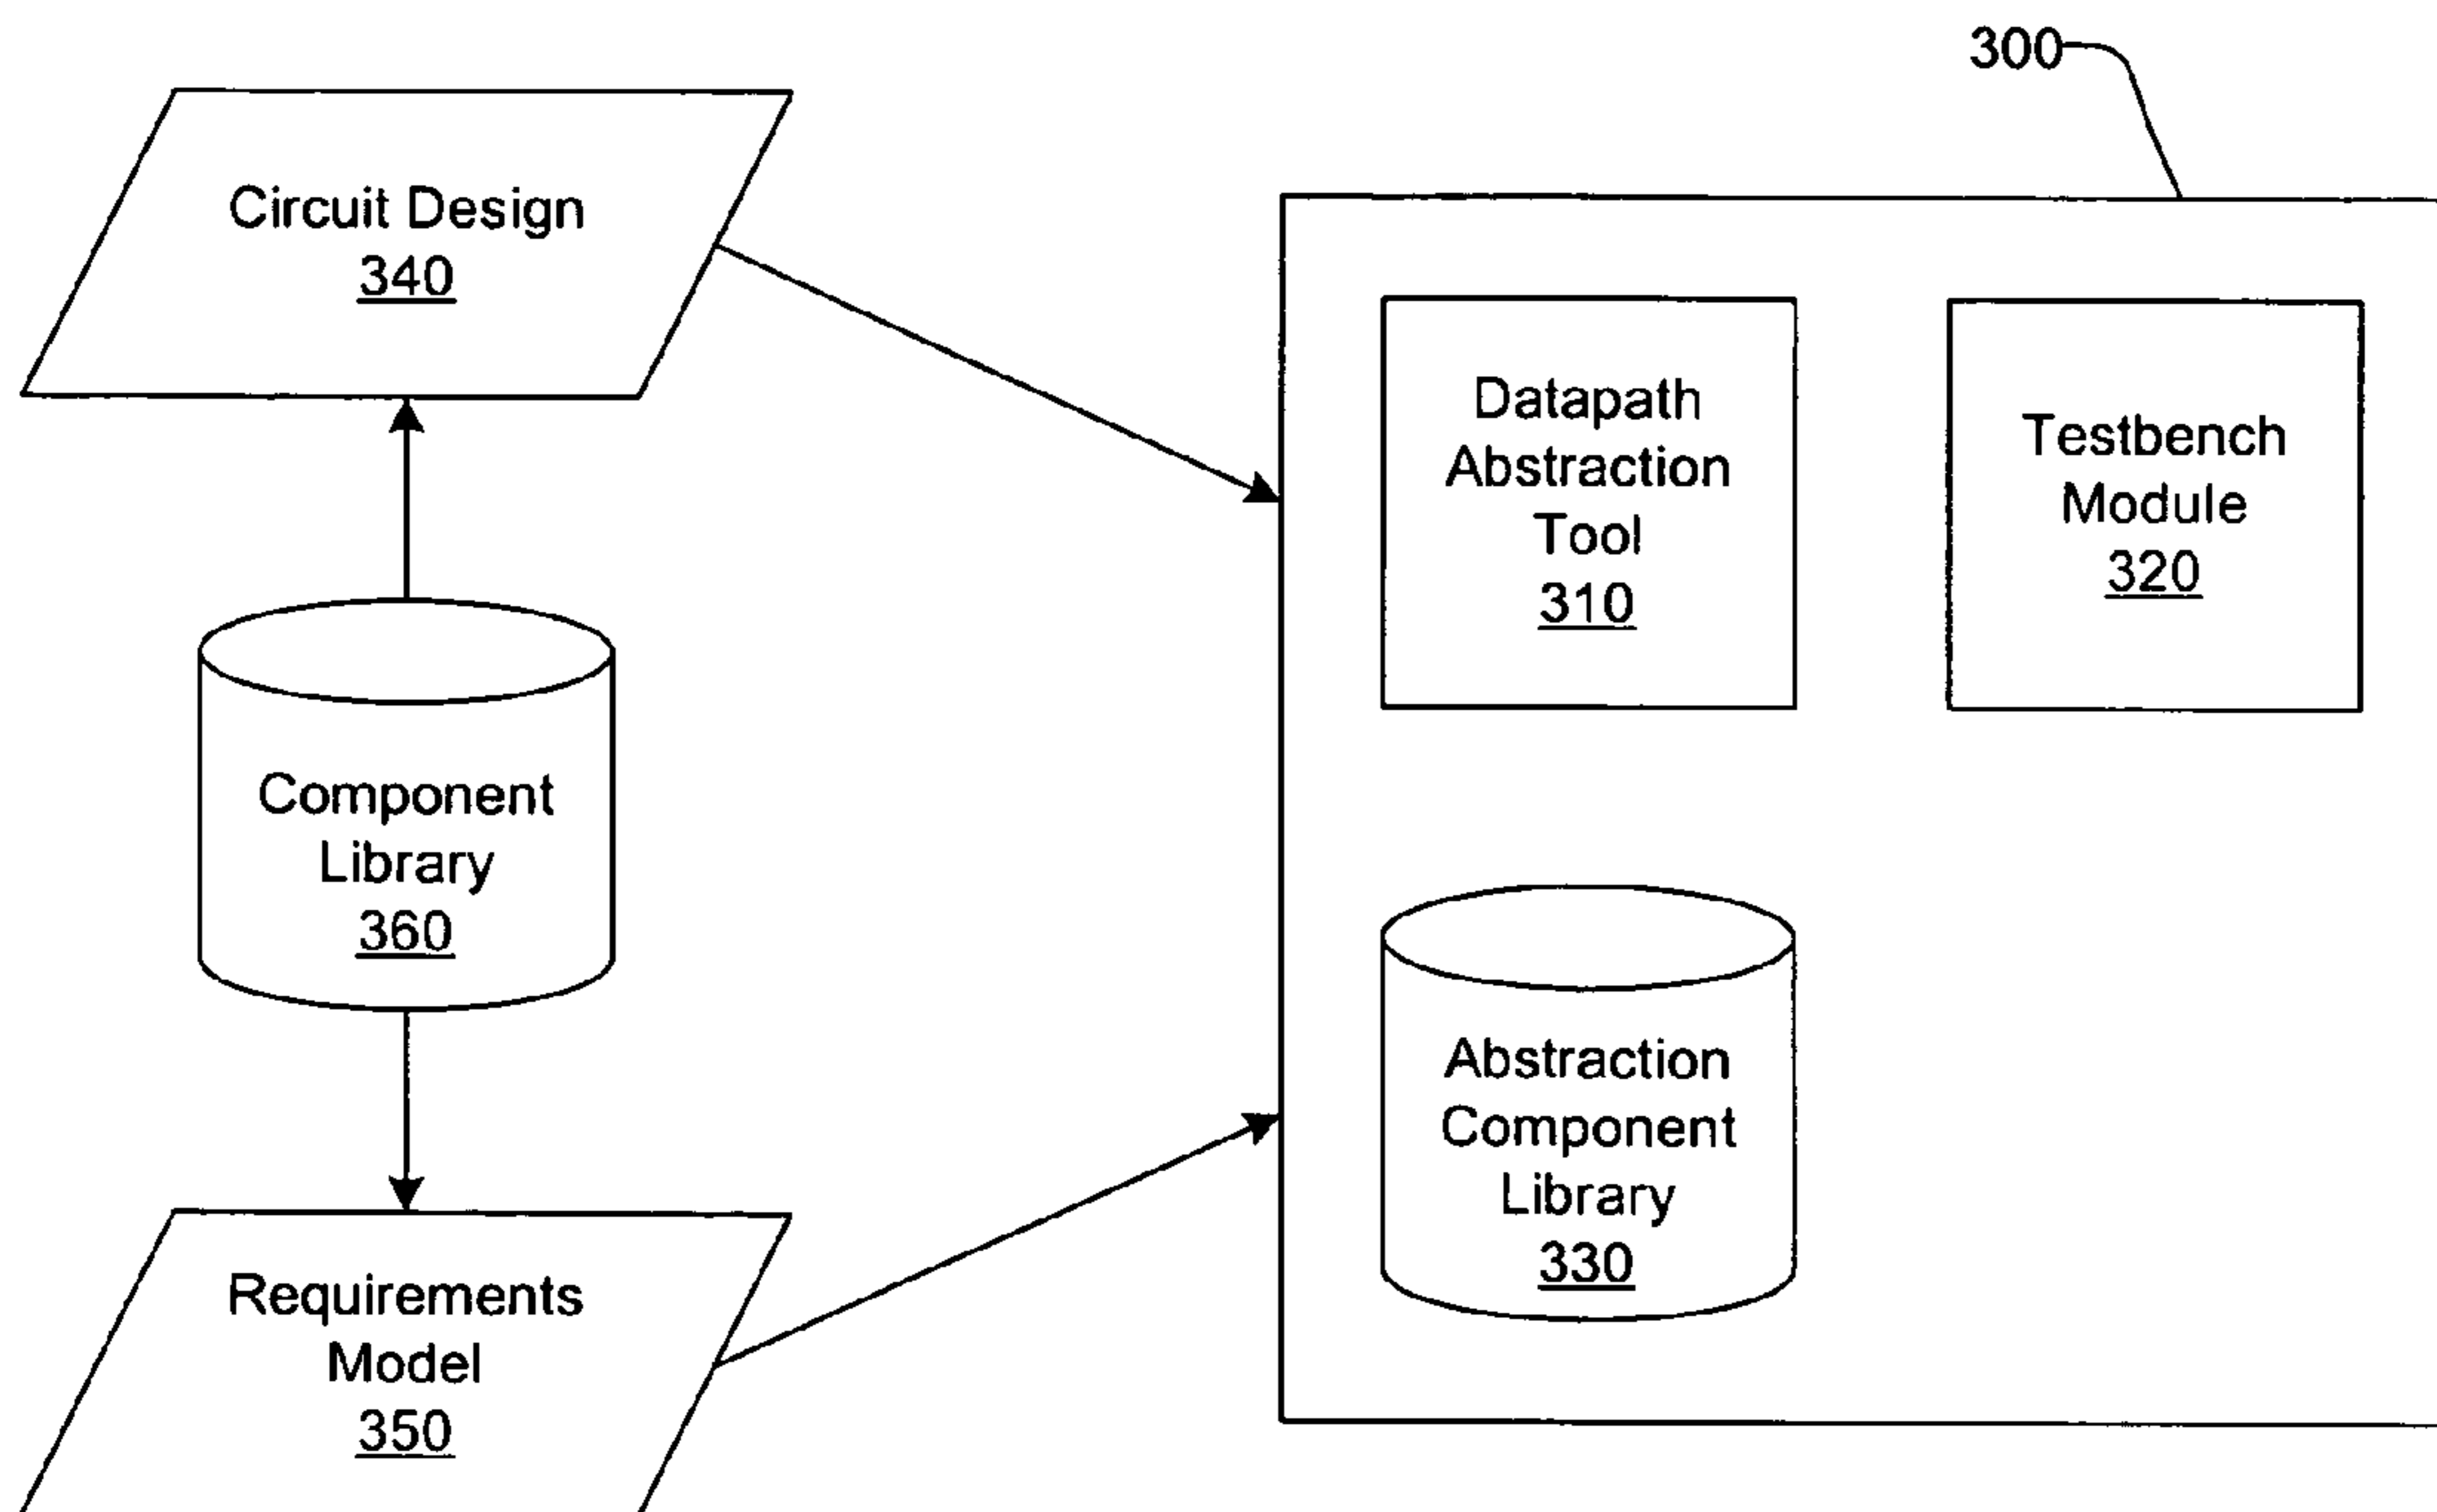 300
Circuit Design
340
Datapath
Abstraction
Tool
310
Testbench
Module
320
Component
Library
360
Abstraction
Component
Library
330
Requirements
Model
350